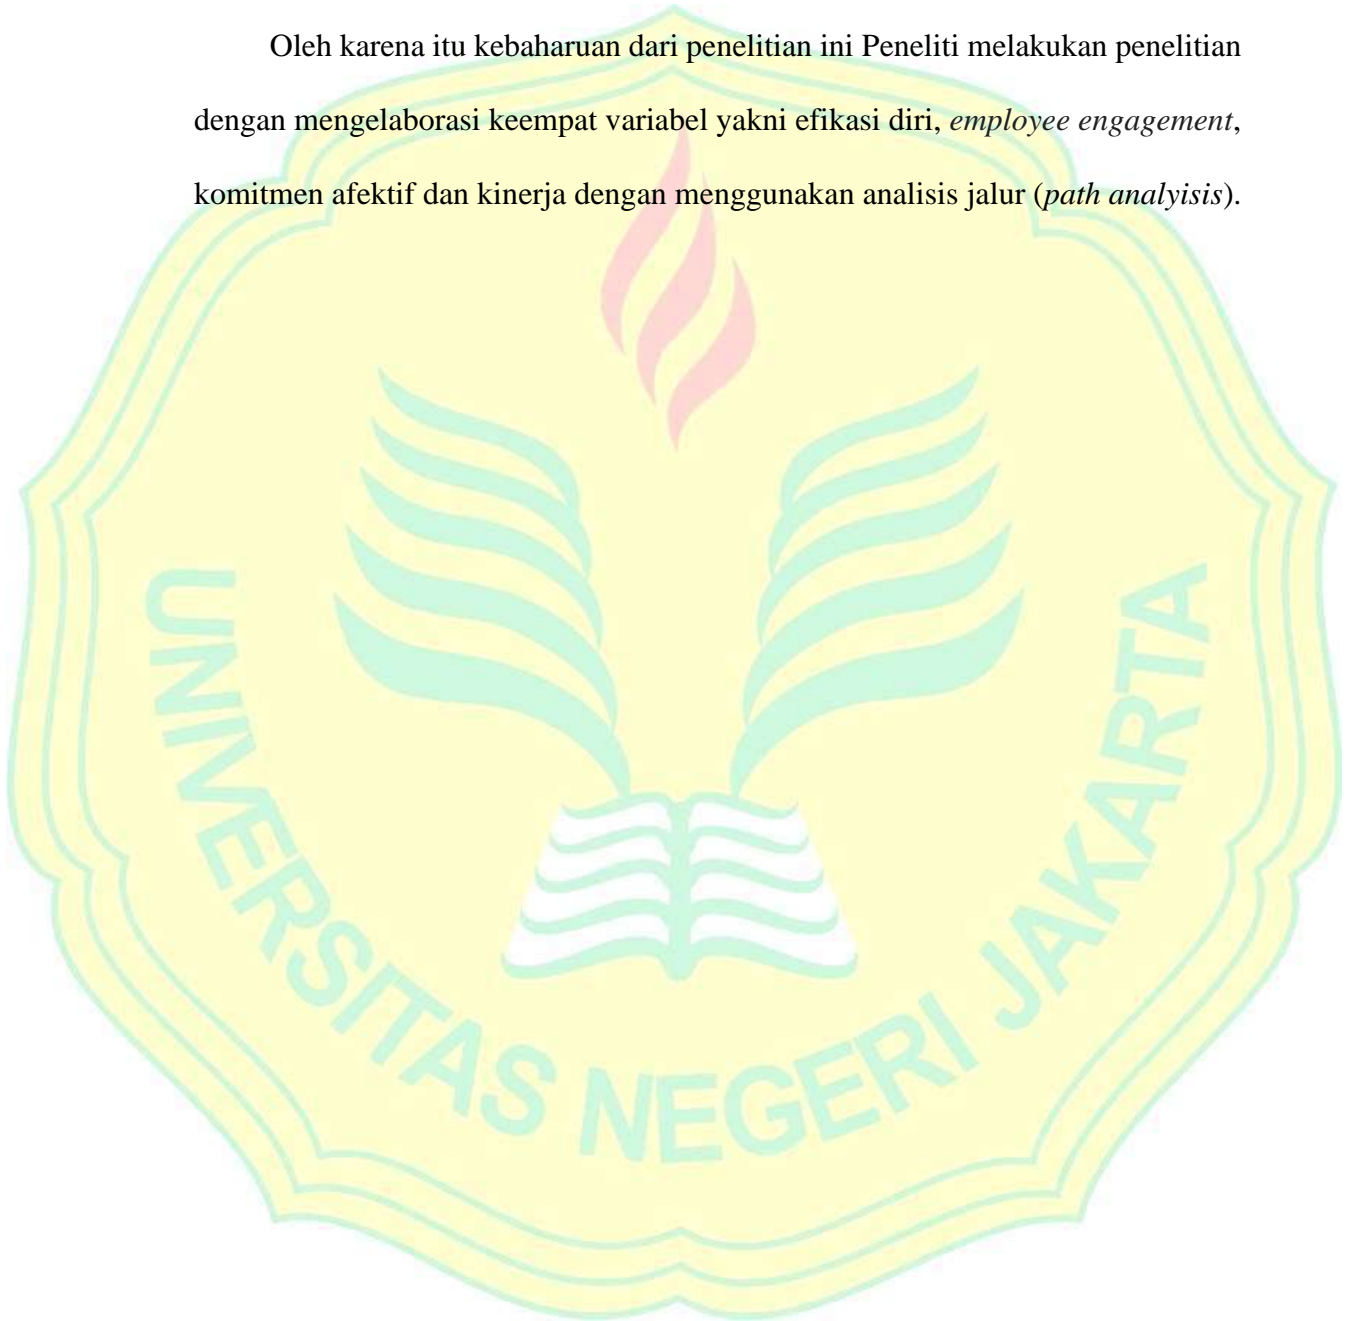 Oleh karena itu kebaharuan dari penelitian ini Peneliti melakukan penelitian
dengan mengelaborasi keempat variabel yakni efikasi diri, employee engagement,
komitmen afektif dan kinerja dengan menggunakan analisis jalur (path analyisis).
UNIVERSITAS NEGERI JAKARTA